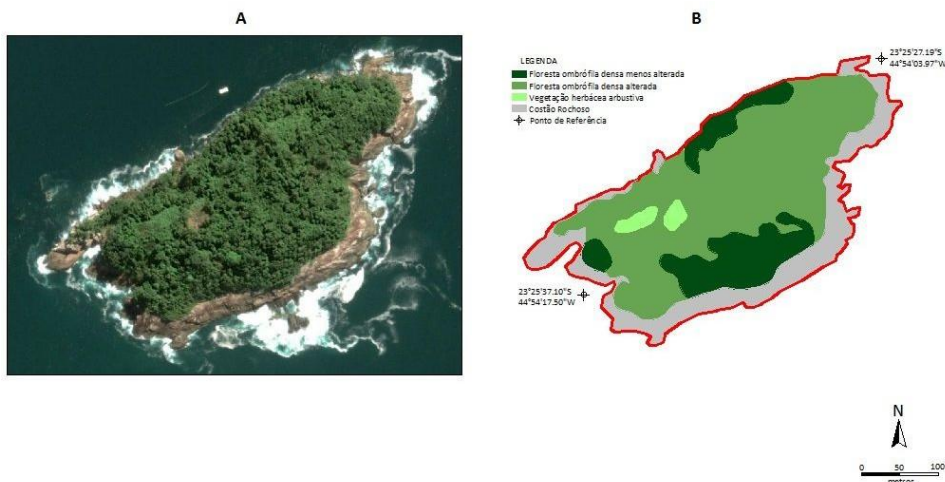 A
B
LEGENDA
Floresta ombrófila densa menos alterada
Floresta ombrófila densa alterada
Vegetação herbácea arbustiva
Costão Rochoso
Ponto de Referência
23°25'27.19"S
44°54'03.97"W
23°25'37.10"S
44°54'17.50"W
N
0 50 100
metros